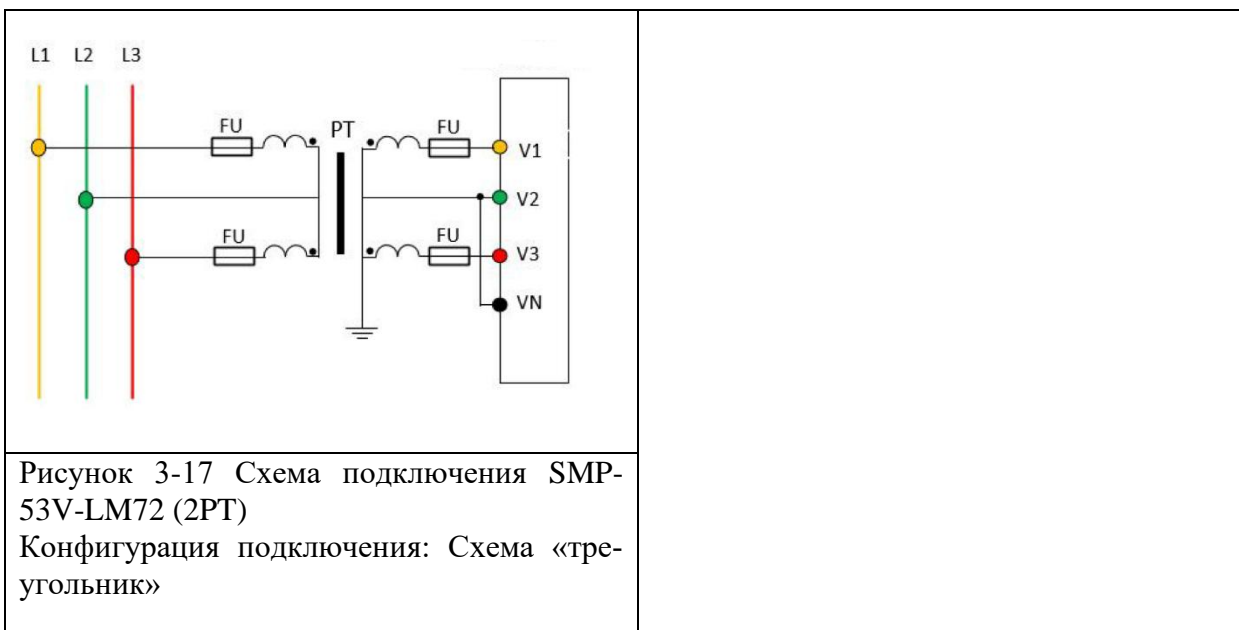 L1 L2 L3
FU PT FU
V1
V2
FU FU
V3
VN
Рисунок 3-17 Схема подключения SMP-
53V-LM72 (2PT)
Конфигурация подключения: Схема «тре-
угольник»